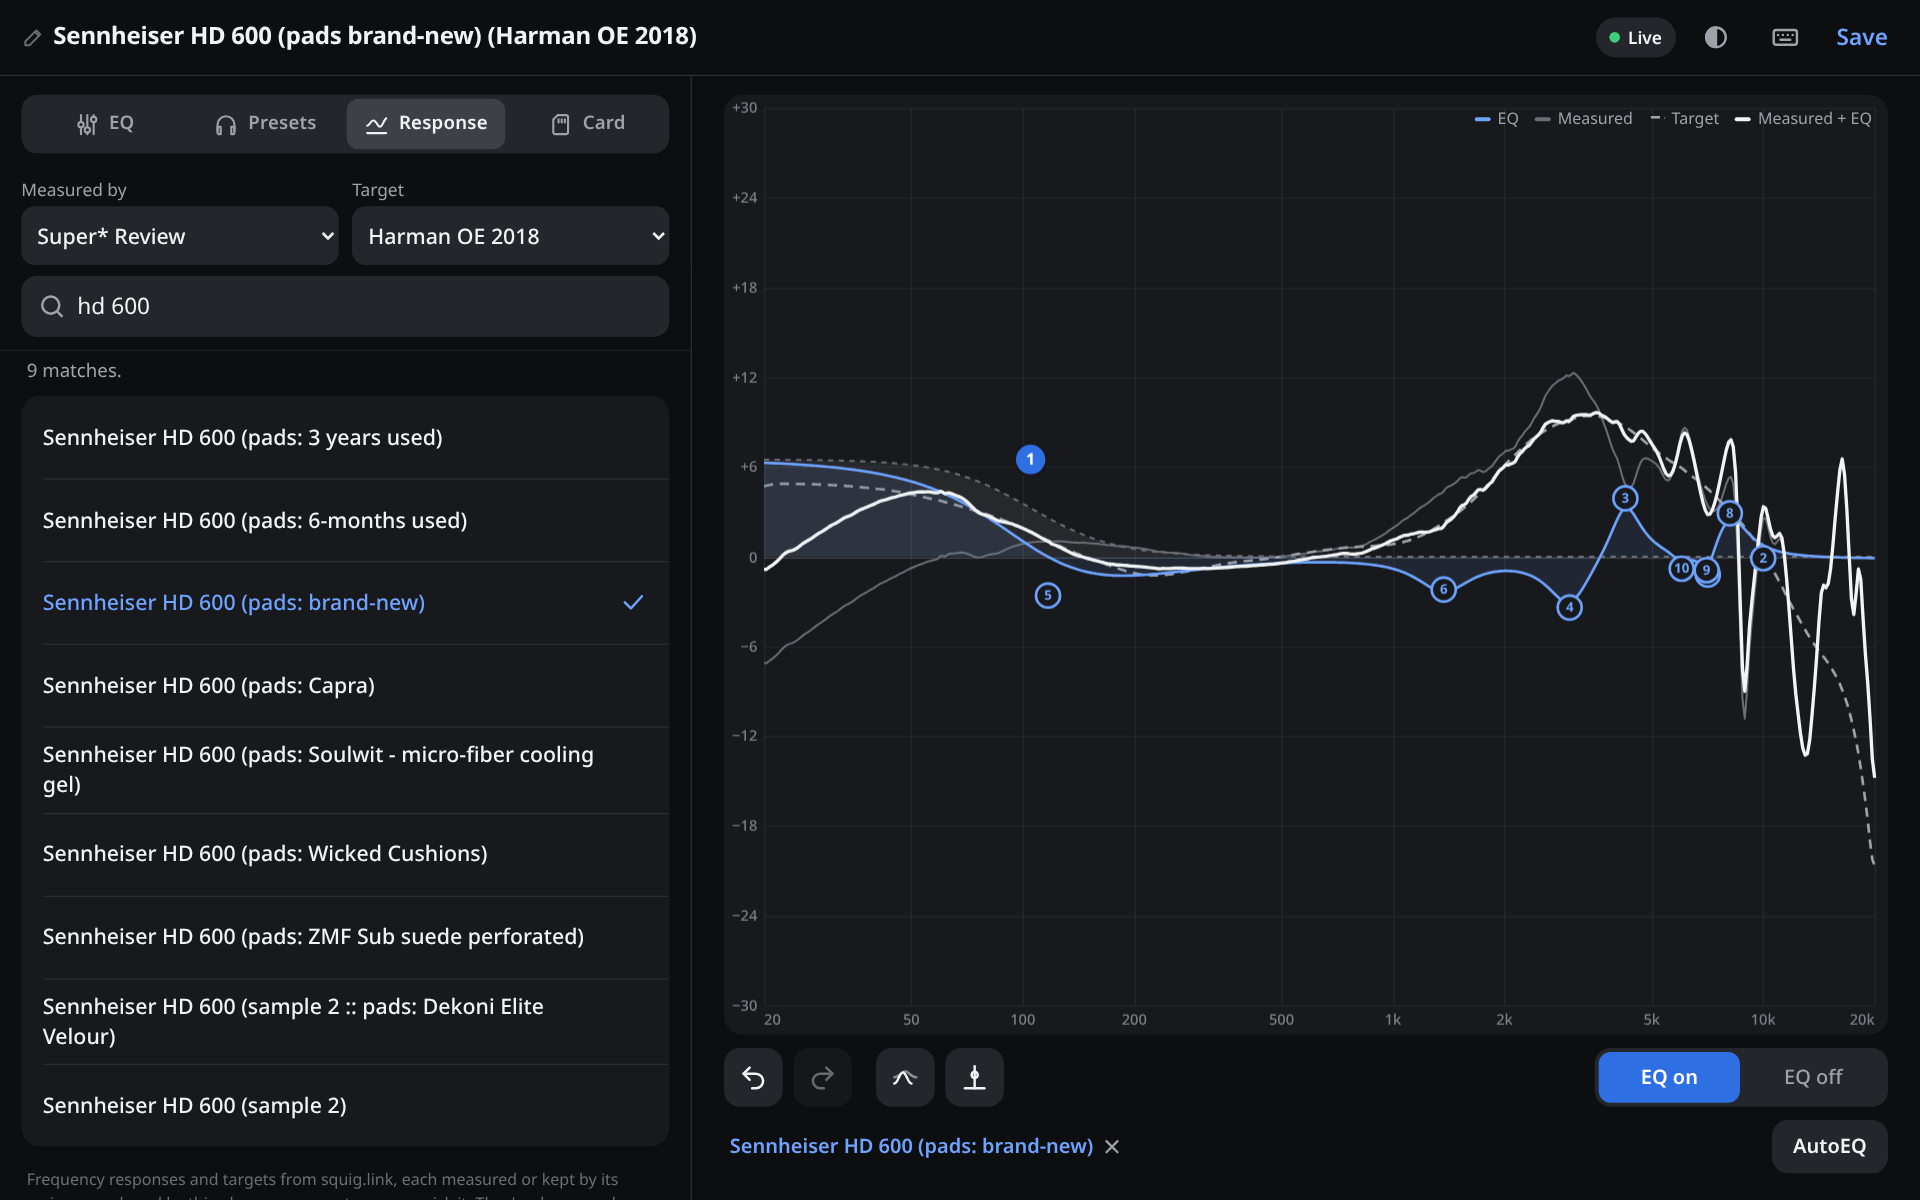 Sennheiser HD 600 (pads brand-new) (Harman OE 2018)
Live
Save
EQ
Presets
Response
Card
Measured by
Target
Super* Review
Harman OE 2018
hd 600
9 matches.
Sennheiser HD 600 (pads: 3 years used)
Sennheiser HD 600 (pads: 6-months used)
Sennheiser HD 600 (pads: brand-new)
Sennheiser HD 600 (pads: Capra)
Sennheiser HD 600 (pads: Soulwit - micro-fiber cooling
gel)
Sennheiser HD 600 (pads: Wicked Cushions)
Sennheiser HD 600 (pads: ZMF Sub suede perforated)
Sennheiser HD 600 (sample 2 :: pads: Dekoni Elite
Velour)
Sennheiser HD 600 (sample 2)
Frequency responses and targets from squig.link, each measured or kept by its
EQ
Measured
Target
Measured + EQ
+30
+24
+18
+12
+6
0
−6
−12
−18
−24
−30
1
5
6
4
3
10
9
8
2
20
50
100
200
500
1k
2k
5k
10k
20k
EQ on
EQ off
Sennheiser HD 600 (pads: brand-new)
AutoEQ